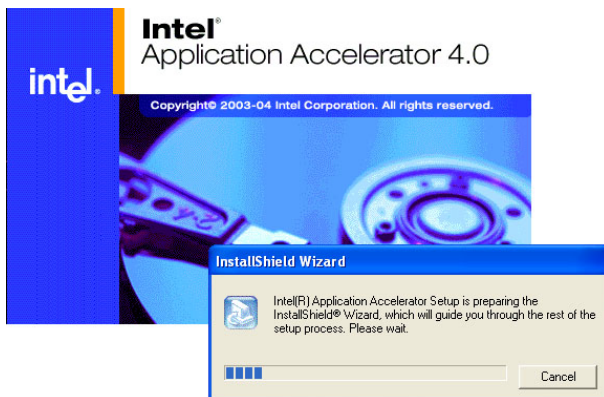 Intel®
Application Accelerator 4.0
intel.
Copyright© 2003-04 Intel Corporation. All rights reserved.
InstallShield Wizard
Intel(R) Application Accelerator Setup is preparing the
InstallShield® Wizard, which will guide you through the rest of the
setup process. Please wait.
Cancel